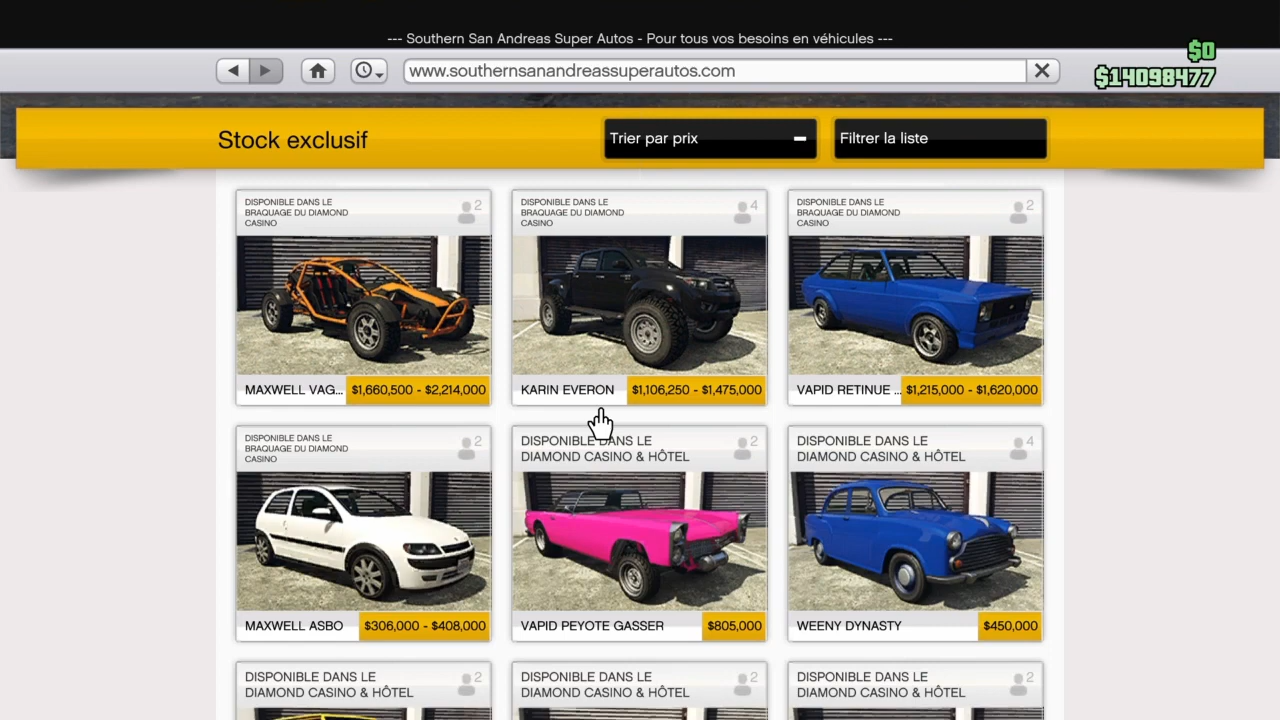 --- Southern San Andreas Super Autos - Pour tous vos besoins en véhicules ---
$0
www.southernsanandreassuperautos.com
$14098477
Stock exclusif
Trier par prix
Filtrer la liste
DISPONIBLE DANS LE
BRAQUAGE DU DIAMOND
CASINO
2
MAXWELL VAG...
$1,660,500 - $2,214,000
DISPONIBLE DANS LE
BRAQUAGE DU DIAMOND
CASINO
4
KARIN EVERON
$1,106,250 - $1,475,000
DISPONIBLE DANS LE
BRAQUAGE DU DIAMOND
CASINO
2
VAPID RETINUE ...
$1,215,000 - $1,620,000
DISPONIBLE DANS LE
BRAQUAGE DU DIAMOND
CASINO
2
MAXWELL ASBO
$306,000 - $408,000
DISPONIBLE DANS LE
DIAMOND CASINO & HÔTEL
2
VAPID PEYOTE GASSER
$805,000
DISPONIBLE DANS LE
DIAMOND CASINO & HÔTEL
4
WEENY DYNASTY
$450,000
DISPONIBLE DANS LE
DIAMOND CASINO & HÔTEL
2
DISPONIBLE DANS LE
DIAMOND CASINO & HÔTEL
2
DISPONIBLE DANS LE
DIAMOND CASINO & HÔTEL
2